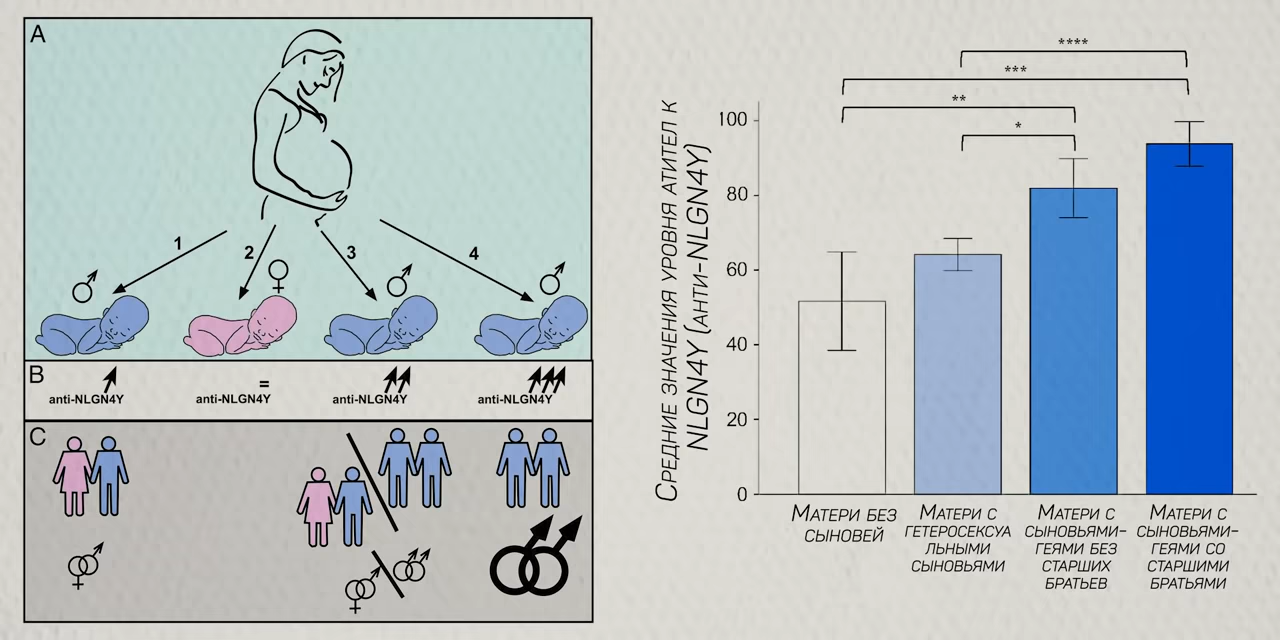 A
1
2
3
4
B
anti-NLGN4Y
=
anti-NLGN4Y
anti-NLGN4Y
anti-NLGN4Y
C
Средние значения уровня атител к
NLGN4Y (анти-NLGN4Y)
****
***
**
*
100
80
60
40
20
0
Матери без
сыновей
Матери с
гетеросексуа
льными
сыновьями
Матери с
сыновьями-
геями без
старших
братьев
Матери с
сыновьями-
геями со
старшими
братьями